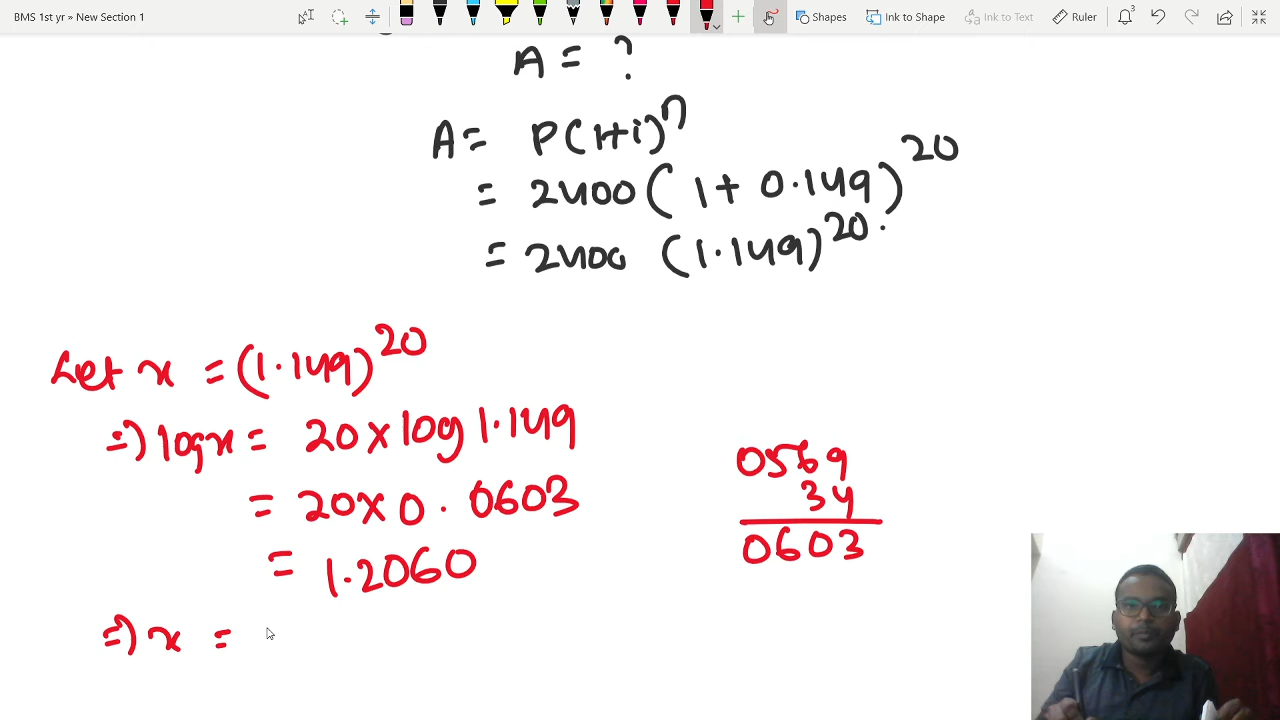 BMS 1st yr » New Section 1
Shapes Ink to Shape Ink to Text Ruler
A = ?
A = P(1+i)^n
= 2400 ( 1 + 0.149 )^20
= 2400 (1.149)^20.
Let x = (1.149)^20
=) log x = 20 × log 1.149
= 20 × 0.0603
= 1.2060
=) x =
0569
34
0603